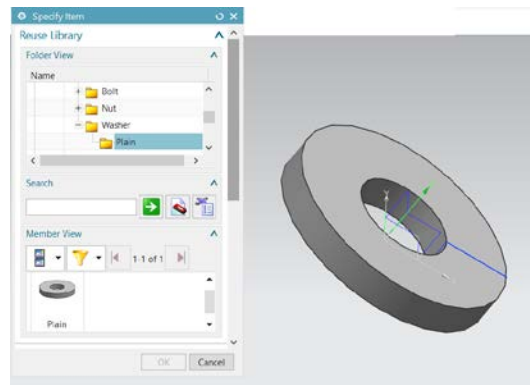 Specify Item
Reuse Library
Folder View
Name
Bolt
Nut
Washer
Plain
Search
Member View
1-1 of 1
Plain
OK
Cancel